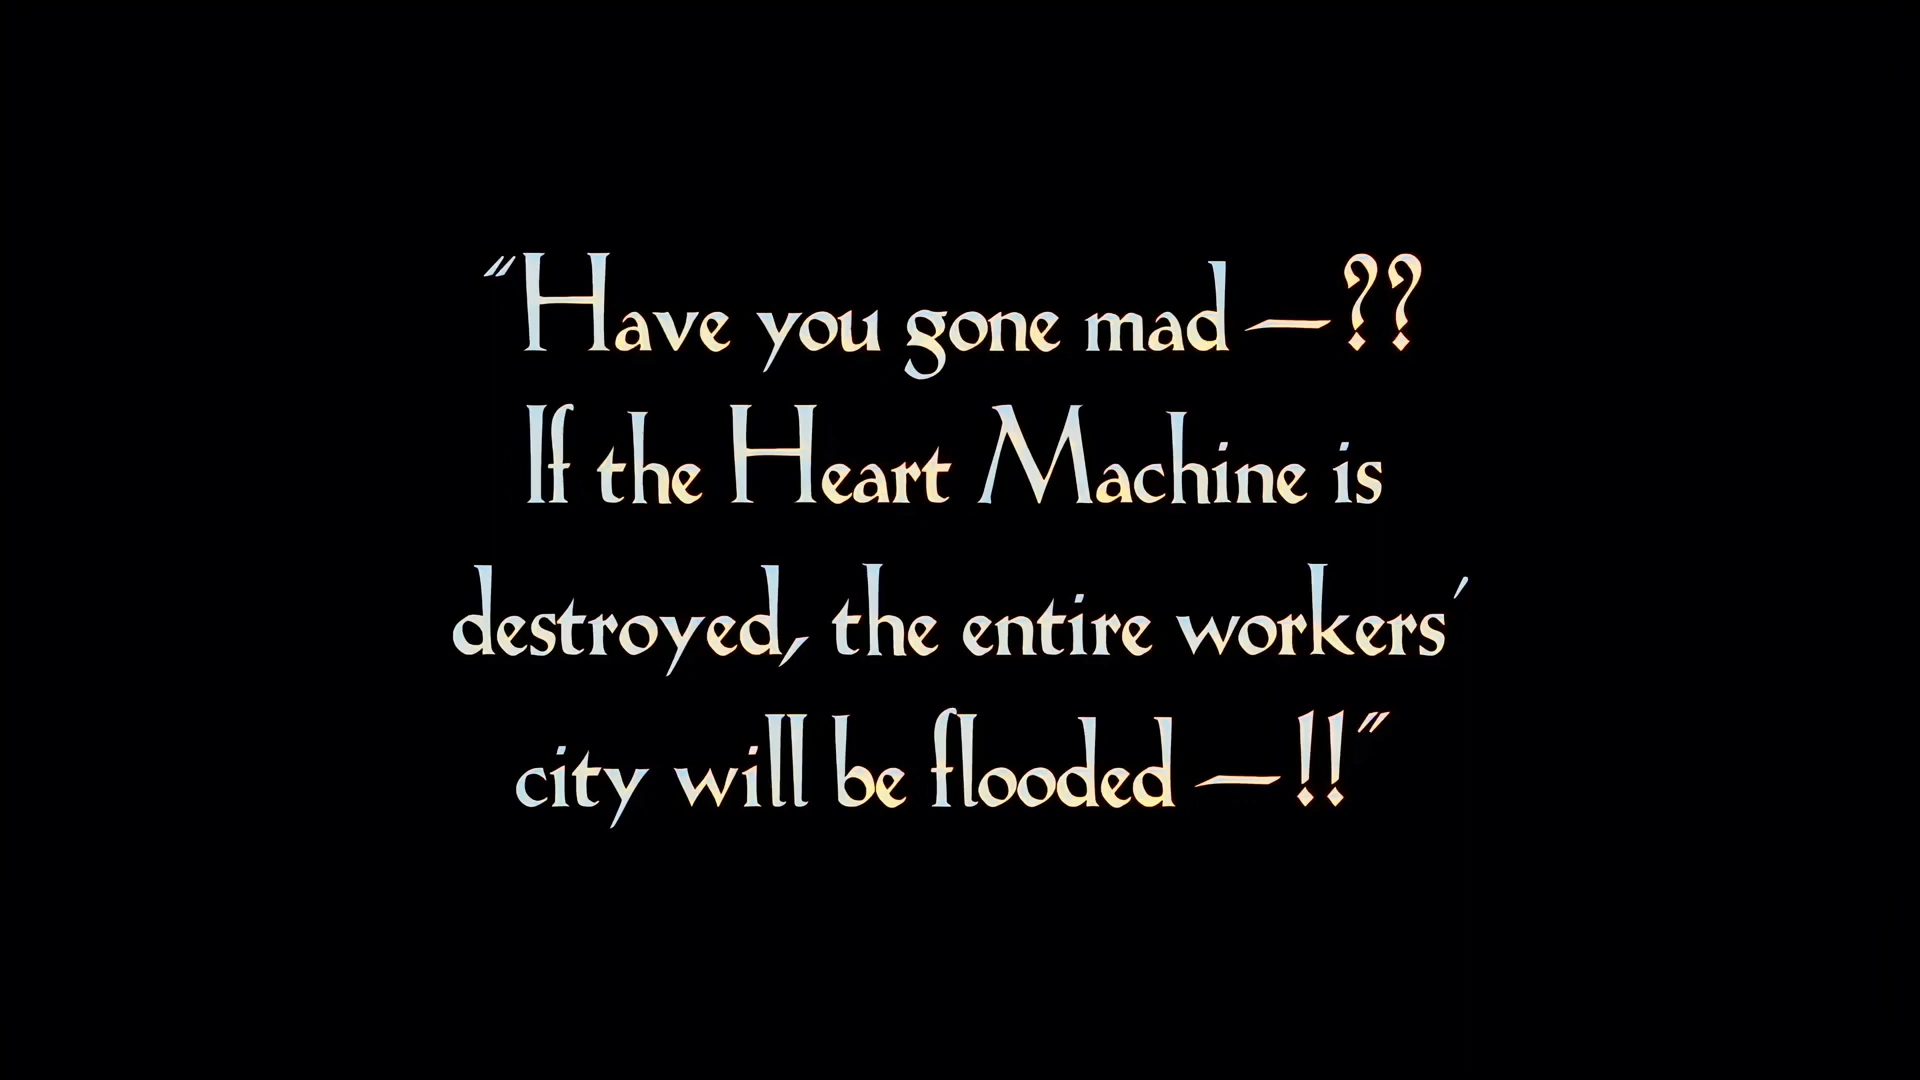 "Have you gone mad —??
If the Heart Machine is
destroyed, the entire workers'
city will be flooded —!!"